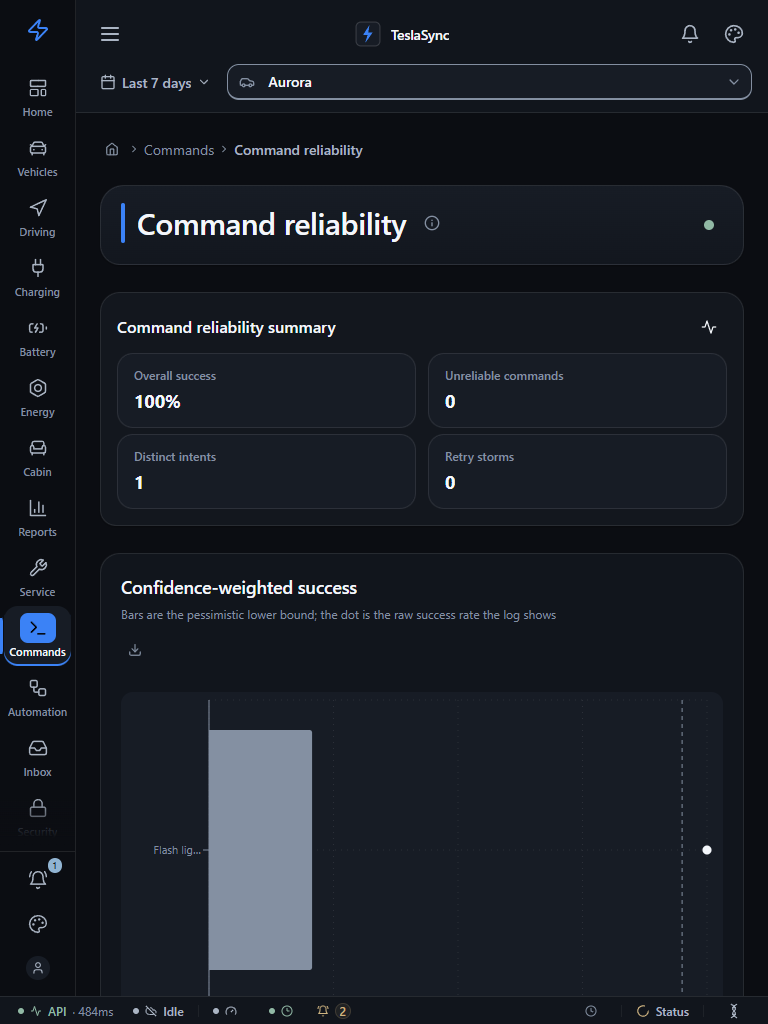 TeslaSync
Last 7 days
Aurora
Home
Vehicles
Driving
Charging
Battery
Energy
Cabin
Reports
Service
Commands
Automation
Inbox
Security
1
Commands
Command reliability
Command reliability
Command reliability summary
Overall success
100%
Unreliable commands
0
Distinct intents
1
Retry storms
0
Confidence-weighted success
Bars are the pessimistic lower bound; the dot is the raw success rate the log shows
Flash lig...
API · 484ms
Idle
2
Status